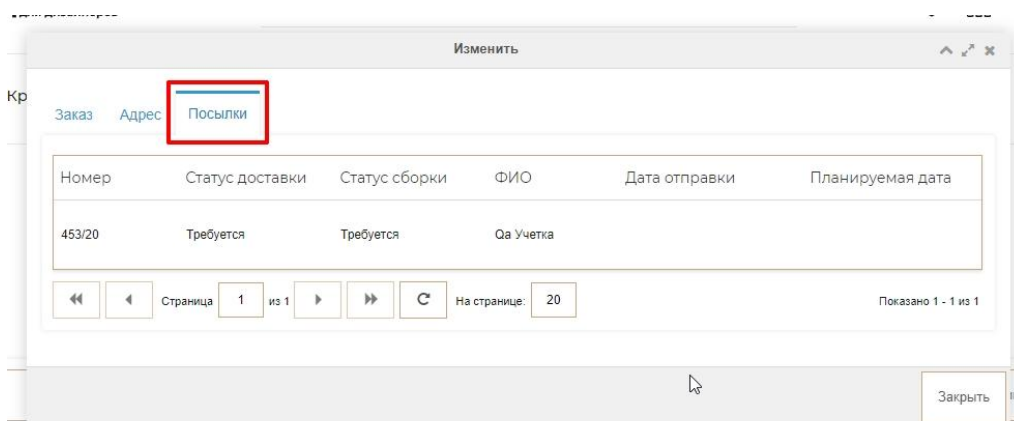 Изменить
Кр
Заказ Адрес Посылки
Номер Статус доставки Статус сборки ФИО Дата отправки Планируемая дата
453/20 Требуется Требуется Qa Учетка
Страница 1 из 1 На странице: 20 Показано 1 - 1 из 1
Закрыть